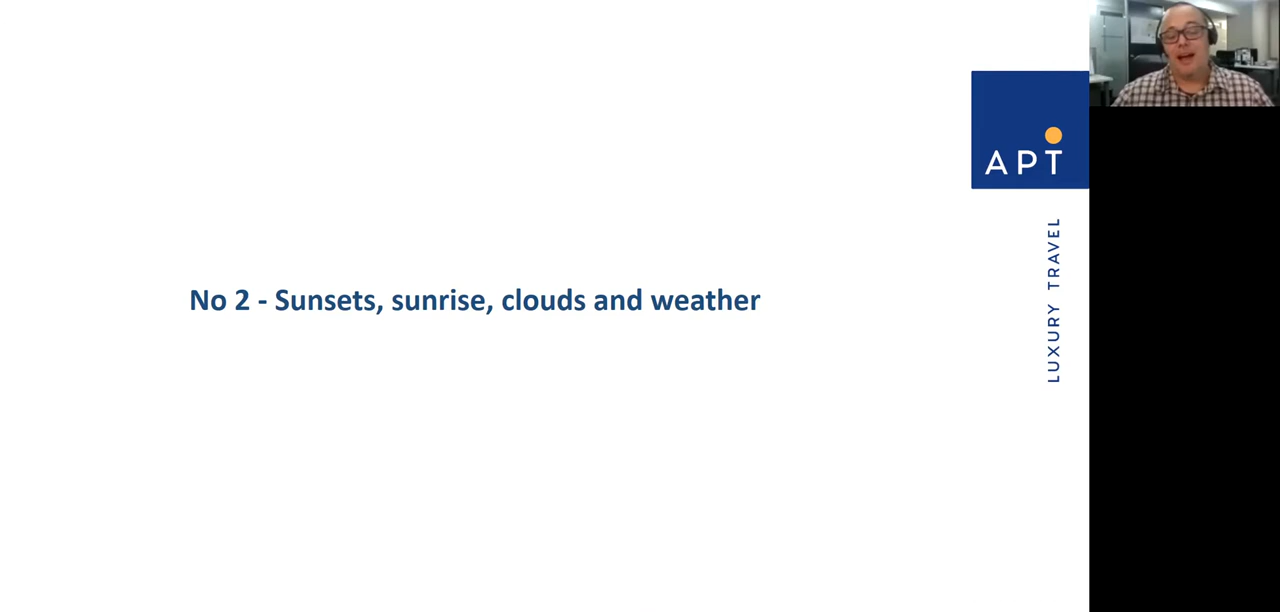 APT
LUXURY TRAVEL
No 2 - Sunsets, sunrise, clouds and weather